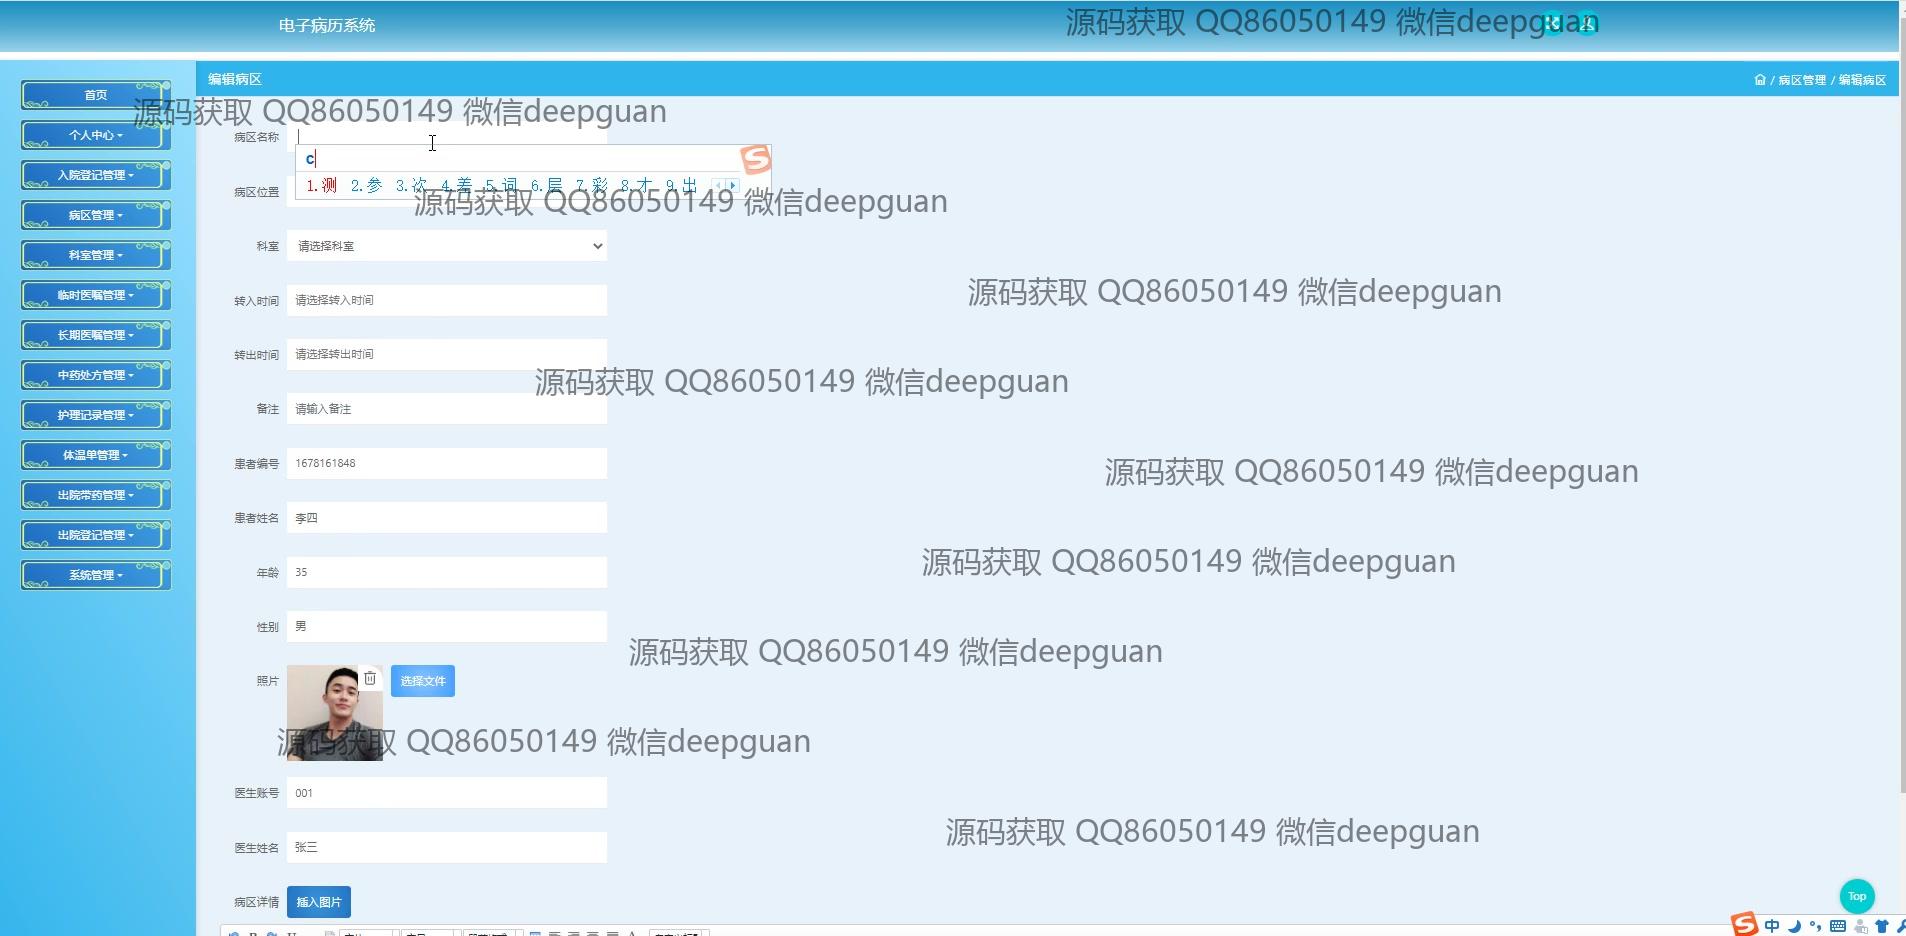 电子病历系统
源码获取 QQ86050149 微信deepguan
编辑病区
/ 病区管理 / 编辑病区
首页
个人中心
入院登记管理
病区管理
科室管理
临时医嘱管理
长期医嘱管理
中药处方管理
护理记录管理
体温单管理
出院带药管理
出院登记管理
系统管理
源码获取 QQ86050149 微信deepguan
病区名称
c
1.测 2.参 3.次 4.差 5.词 6.层 7.彩 8.才 9.出
病区位置
源码获取 QQ86050149 微信deepguan
科室 请选择科室
转入时间 请选择转入时间
源码获取 QQ86050149 微信deepguan
转出时间 请选择转出时间
源码获取 QQ86050149 微信deepguan
备注 请输入备注
患者编号 1678161848
源码获取 QQ86050149 微信deepguan
患者姓名 李四
年龄 35
源码获取 QQ86050149 微信deepguan
性别 男
源码获取 QQ86050149 微信deepguan
照片 选择文件
源码获取 QQ86050149 微信deepguan
医生账号 001
医生姓名 张三
源码获取 QQ86050149 微信deepguan
病区详情 插入图片
Top
中